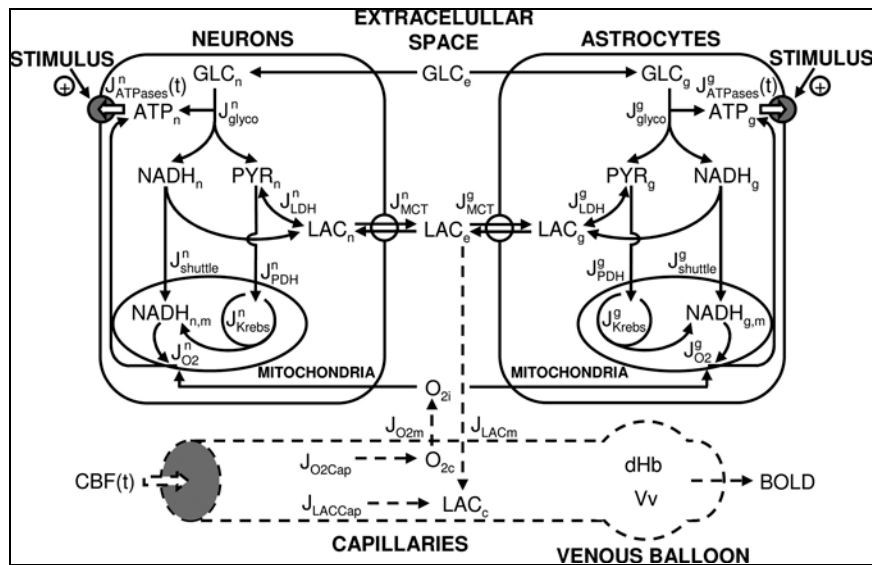 EXTRACELULLAR
SPACE
NEURONS
ASTROCYTES
STIMULUS
STIMULUS
+
+
J^n_ATPases(t)
GLC_n
GLC_e
GLC_g
J^g_ATPases(t)
ATP_n
J^n_glyco
J^g_glyco
ATP_g
NADH_n
PYR_n
PYR_g
NADH_g
J^n_LDH
J^n_MCT
J^g_MCT
J^g_LDH
LAC_n
LAC_e
LAC_g
J^n_shuttle
J^n_PDH
J^g_PDH
J^g_shuttle
NADH_n,m
J^n_Krebs
J^g_Krebs
NADH_g,m
J^n_O2
J^g_O2
MITOCHONDRIA
MITOCHONDRIA
O_2i
J_O2m
J_LACm
CBF(t)
J_O2Cap
O_2c
dHb
Vv
BOLD
J_LACCap
LAC_c
CAPILLARIES
VENOUS BALLOON